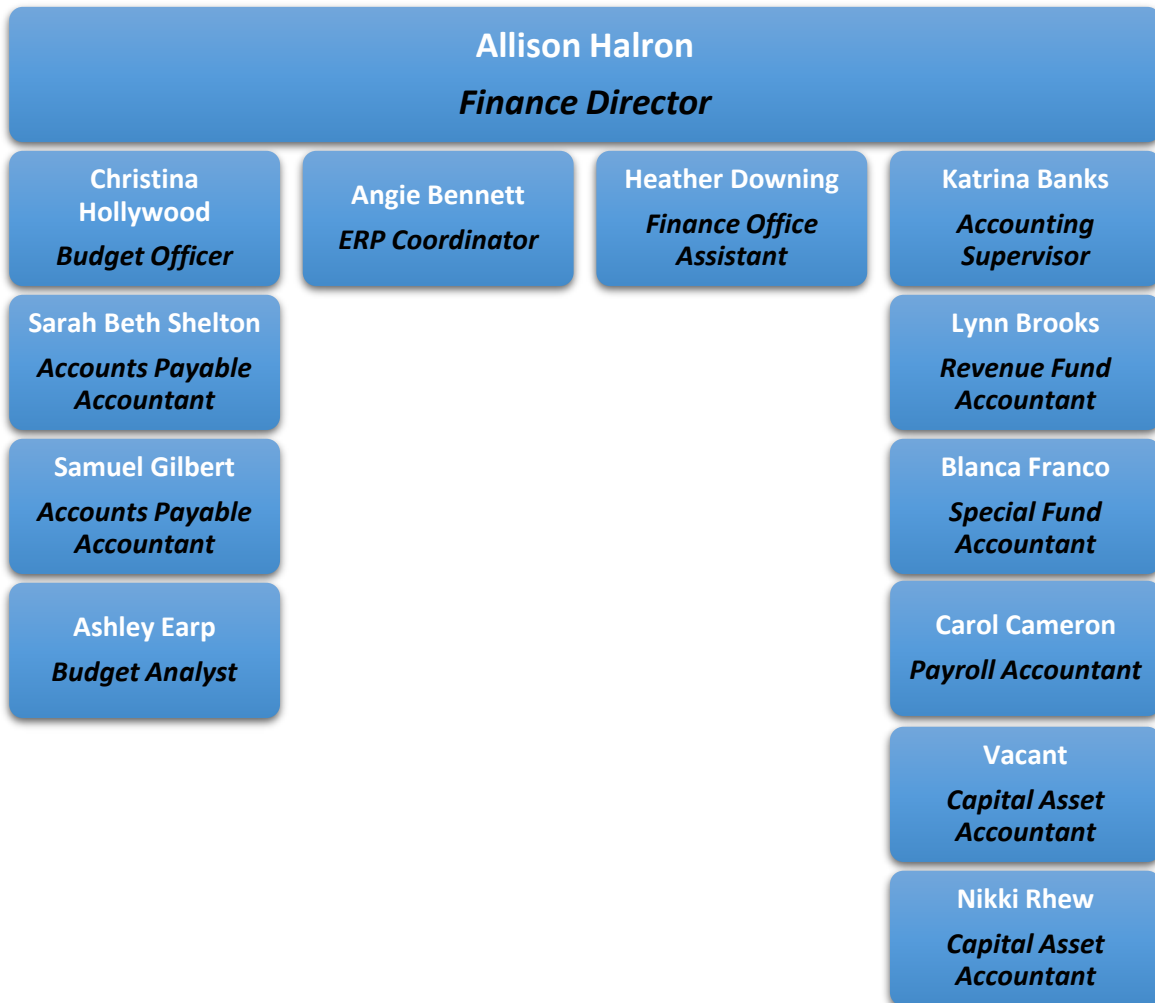 Allison Halron
Finance Director
Christina
Hollywood
Budget Officer
Angie Bennett
ERP Coordinator
Heather Downing
Finance Office
Assistant
Katrina Banks
Accounting
Supervisor
Sarah Beth Shelton
Accounts Payable
Accountant
Lynn Brooks
Revenue Fund
Accountant
Samuel Gilbert
Accounts Payable
Accountant
Blanca Franco
Special Fund
Accountant
Ashley Earp
Budget Analyst
Carol Cameron
Payroll Accountant
Vacant
Capital Asset
Accountant
Nikki Rhew
Capital Asset
Accountant